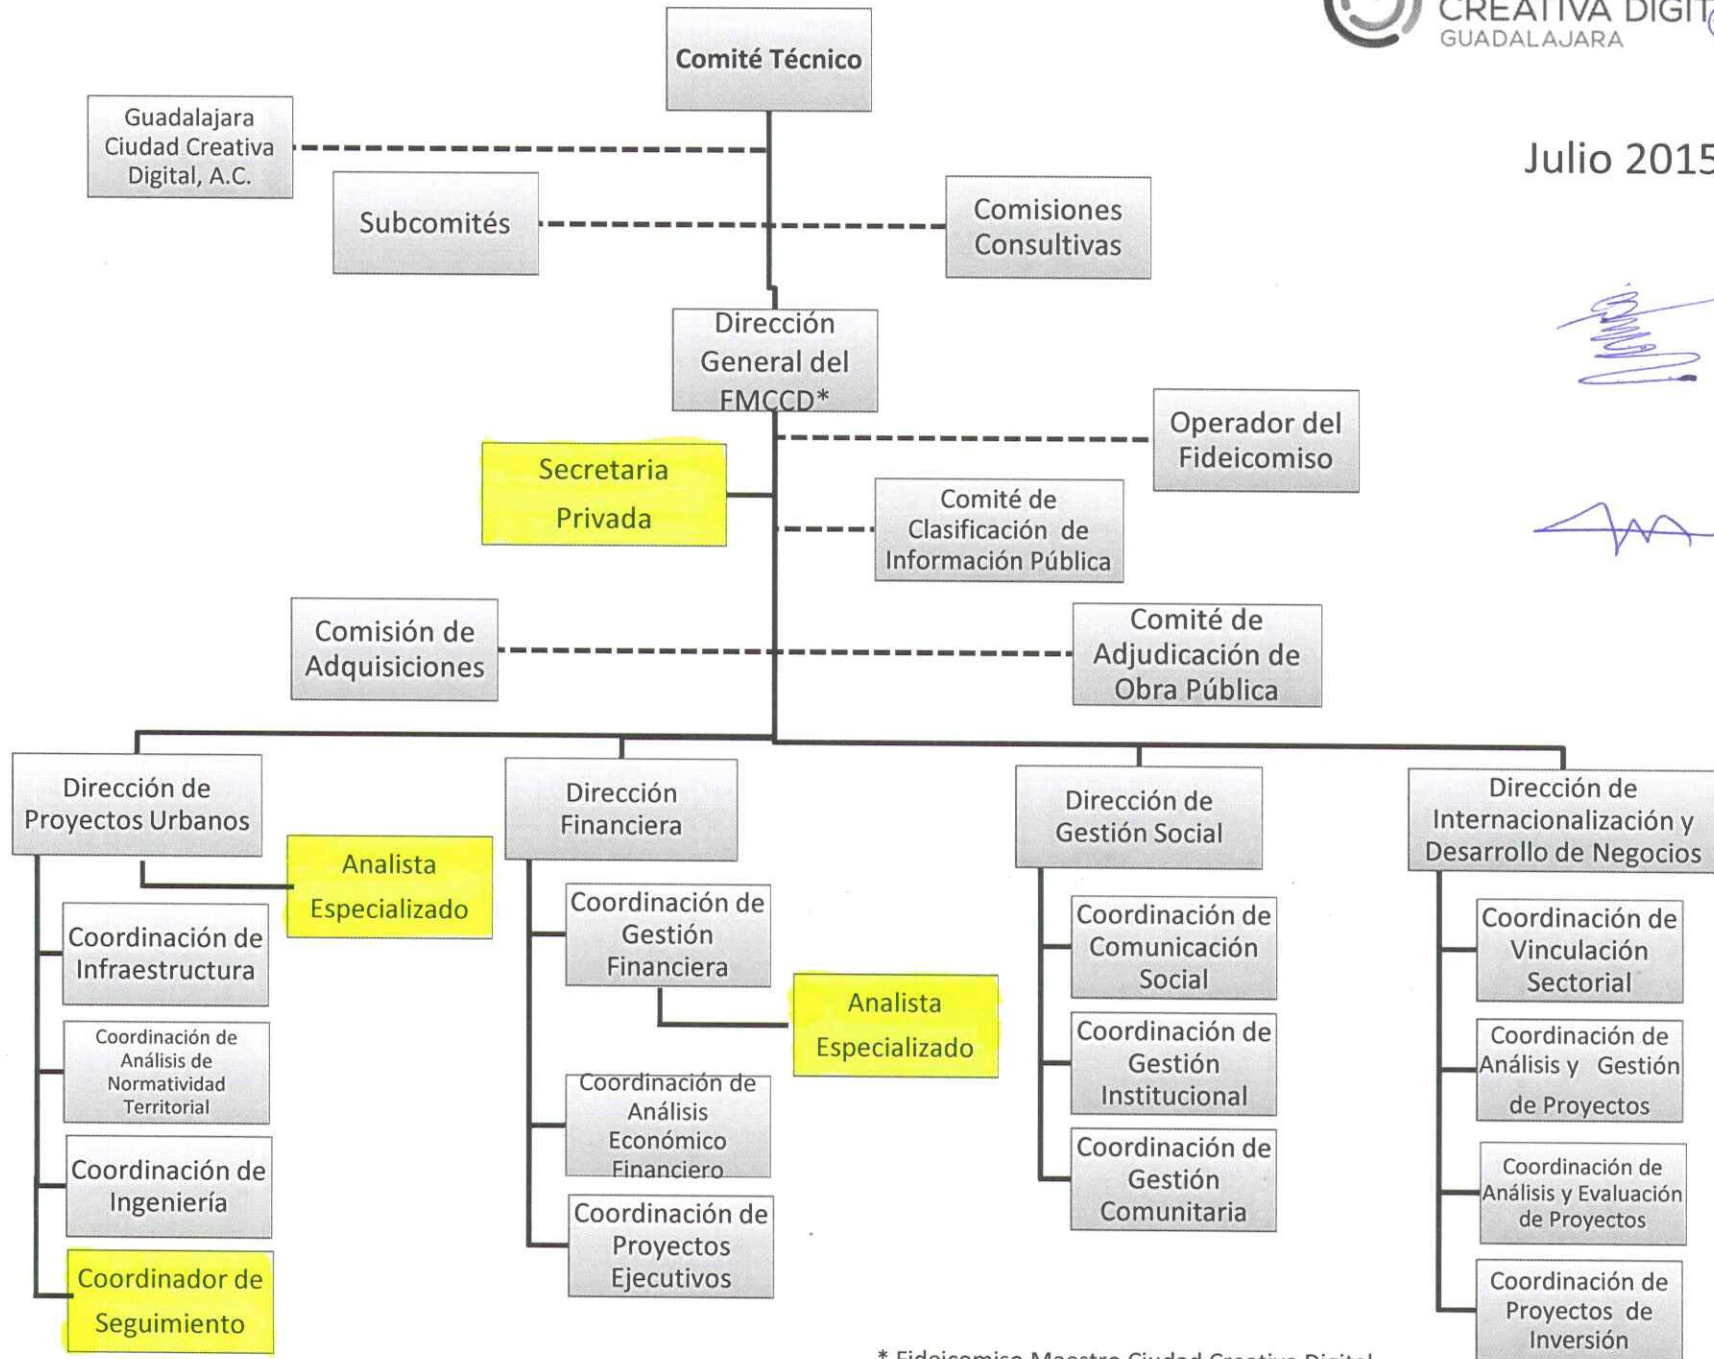 CREATIVA DIGIT
GUADALAJARA
Comité Técnico
Guadalajara
Ciudad Creativa
Digital, A.C.
Julio 2015
Subcomités
Comisiones
Consultivas
Dirección
General del
FMCCD*
Operador del
Fideicomiso
Secretaria
Privada
Comité de
Clasificación de
Información Pública
Comisión de
Adquisiciones
Comité de
Adjudicación de
Obra Pública
Dirección de
Proyectos Urbanos
Analista
Especializado
Coordinación de
Infraestructura
Coordinación de
Análisis de
Normatividad
Territorial
Coordinación de
Ingeniería
Coordinador de
Seguimiento
Dirección
Financiera
Coordinación de
Gestión
Financiera
Analista
Especializado
Coordinación de
Análisis
Económico
Financiero
Coordinación de
Proyectos
Ejecutivos
Dirección de
Gestión Social
Coordinación de
Comunicación
Social
Coordinación de
Gestión
Institucional
Coordinación de
Gestión
Comunitaria
Dirección de
Internacionalización y
Desarrollo de Negocios
Coordinación de
Vinculación
Sectorial
Coordinación de
Análisis y Gestión
de Proyectos
Coordinación de
Análisis y Evaluación
de Proyectos
Coordinación de
Proyectos de
Inversión
* Fideicomiso Maestro Ciudad Creativa Digital